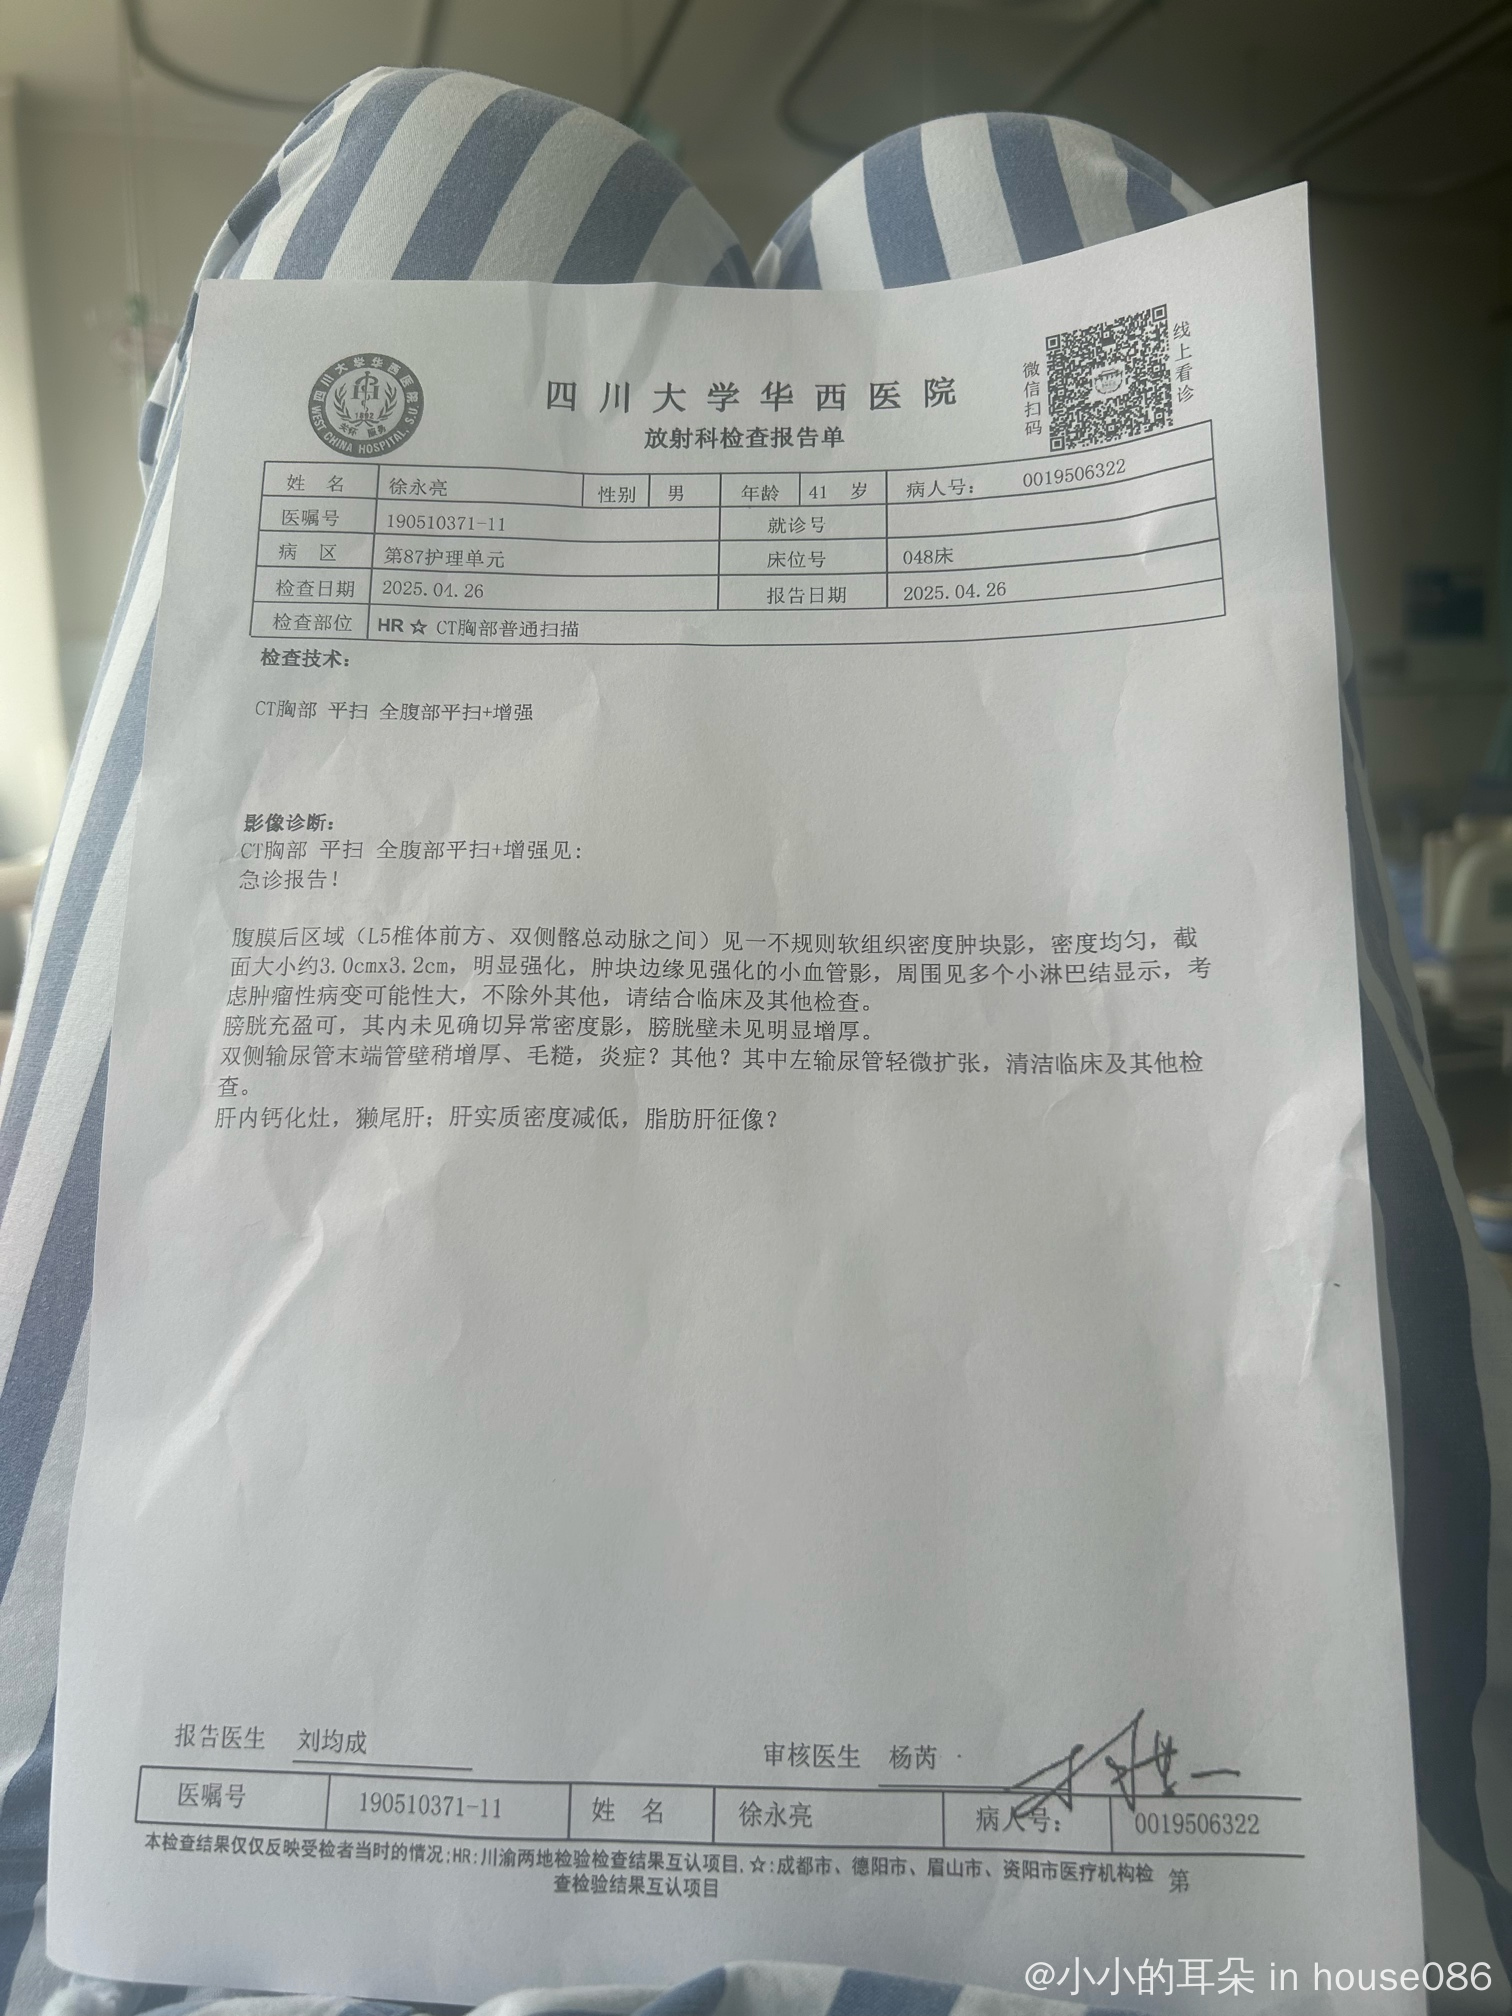 四川大学华西医院
WEST CHINA HOSPITAL. S.U.
1892
关怀 服务
四川大学华西医院
放射科检查报告单
微信扫码
线上看诊
姓 名 徐永亮 性别 男 年龄 41 岁 病人号: 0019506322
医嘱号 190510371-11 就诊号
病 区 第87护理单元 床位号 048床
检查日期 2025.04.26 报告日期 2025.04.26
检查部位 HR ☆ CT胸部普通扫描
检查技术:
CT胸部 平扫 全腹部平扫+增强
影像诊断:
CT胸部 平扫 全腹部平扫+增强见:
急诊报告!
腹膜后区域（L5椎体前方、双侧髂总动脉之间）见一不规则软组织密度肿块影，密度均匀，截
面大小约3.0cmx3.2cm，明显强化，肿块边缘见强化的小血管影，周围见多个小淋巴结显示，考
虑肿瘤性病变可能性大，不除外其他，请结合临床及其他检查。
膀胱充盈可，其内未见确切异常密度影，膀胱壁未见明显增厚。
双侧输尿管末端管壁稍增厚、毛糙，炎症？其他？其中左输尿管轻微扩张，清洁临床及其他检
查。
肝内钙化灶，獭尾肝；肝实质密度减低，脂肪肝征像？
报告医生 刘均成 审核医生 杨芮
医嘱号 190510371-11 姓 名 徐永亮 病人号: 0019506322
本检查结果仅仅反映受检者当时的情况;HR:川渝两地检验检查结果互认项目,☆:成都市、德阳市、眉山市、资阳市医疗机构检
查检验结果互认项目
第
@小小的耳朵 in house086